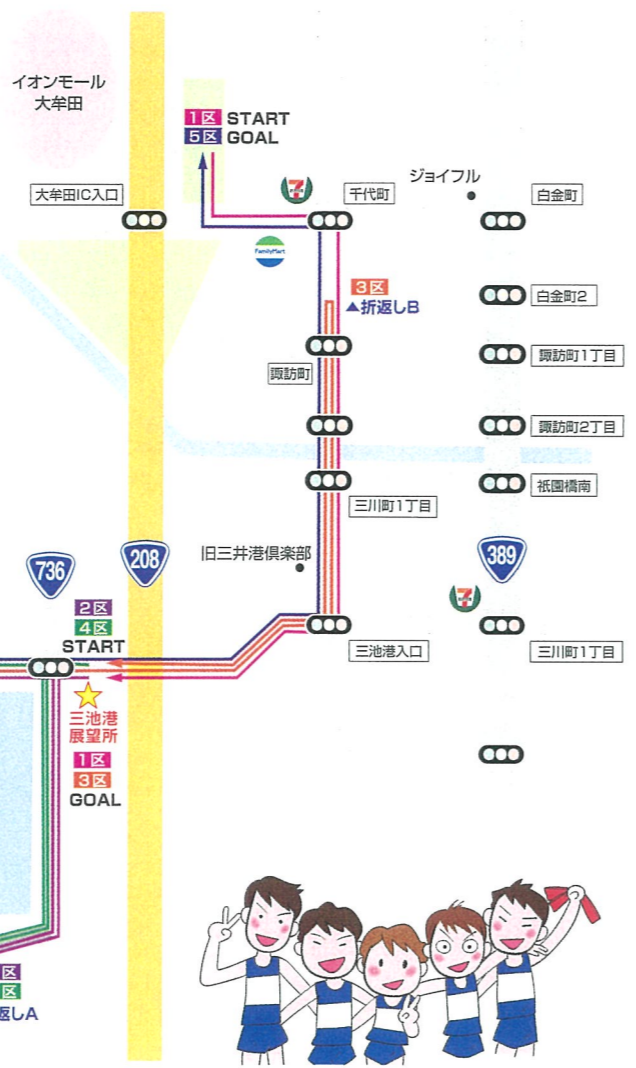 イオンモール
大牟田
1区 START
5区 GOAL
大牟田IC入口
7
千代町
ジョイフル
白金町
FamilyMart
3区
▲折返しB
白金町2
諏訪町
諏訪町1丁目
諏訪町2丁目
三川町1丁目
祇園橋南
旧三井港倶楽部
736
208
389
7
2区
4区
START
三池港入口
三川町1丁目
三池港
展望所
1区
3区
GOAL
区
区
返しA